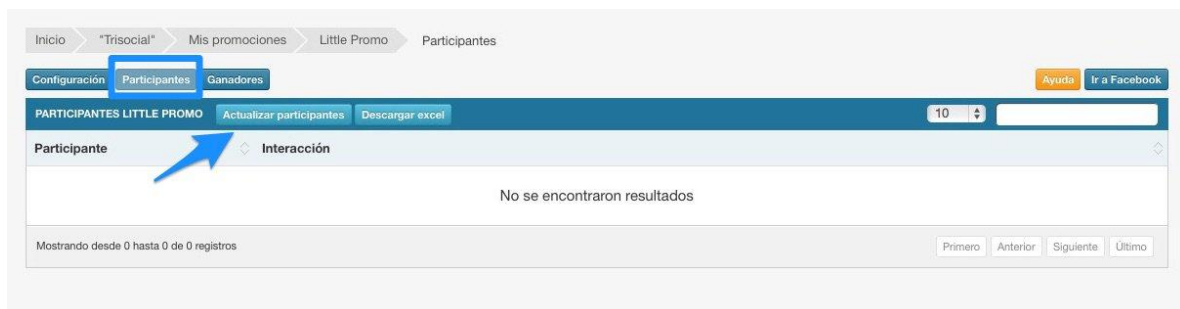 Inicio "Trisocial" Mis promociones Little Promo Participantes
Configuración Participantes Ganadores Ayuda Ir a Facebook
PARTICIPANTES LITTLE PROMO Actualizar participantes Descargar excel 10
Participante Interacción
No se encontraron resultados
Mostrando desde 0 hasta 0 de 0 registros Primero Anterior Siguiente Último